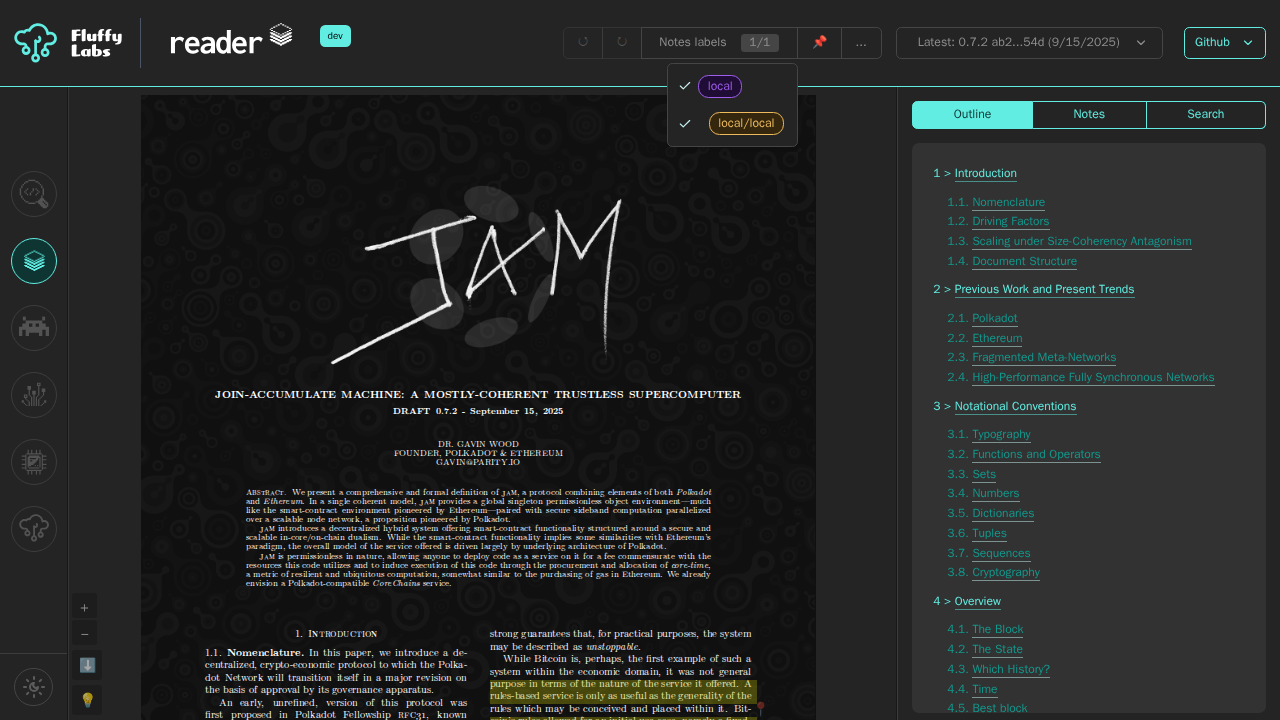 Fluffy
Labs
reader
dev
Notes labels 1/1
...
Latest: 0.7.2 ab2...54d (9/15/2025)
Github
local
local/local
Outline
Notes
Search
JAM
JOIN-ACCUMULATE MACHINE: A MOSTLY-COHERENT TRUSTLESS SUPERCOMPUTER
DRAFT 0.7.2 - September 15, 2025
DR. GAVIN WOOD
FOUNDER, POLKADOT & ETHEREUM
GAVIN@PARITY.IO
Abstract. We present a comprehensive and formal definition of JAM, a protocol combining elements of both Polkadot
and Ethereum. In a single coherent model, JAM provides a global singleton permissionless object environment—much
like the smart-contract environment pioneered by Ethereum—paired with secure sideband computation parallelized
over a scalable node network, a proposition pioneered by Polkadot.
JAM introduces a decentralized hybrid system offering smart-contract functionality structured around a secure and
scalable in-core/on-chain dualism. While the smart-contract functionality implies some similarities with Ethereum's
paradigm, the overall model of the service offered is driven largely by underlying architecture of Polkadot.
JAM is permissionless in nature, allowing anyone to deploy code as a service on it for a fee commensurate with the
resources this code utilizes and to induce execution of this code through the procurement and allocation of core-time,
a metric of resilient and ubiquitous computation, somewhat similar to the purchasing of gas in Ethereum. We already
envision a Polkadot-compatible CoreChains service.
1. Introduction
1.1. Nomenclature. In this paper, we introduce a de-
centralized, crypto-economic protocol to which the Polka-
dot Network will transition itself in a major revision on
the basis of approval by its governance apparatus.
An early, unrefined, version of this protocol was
first proposed in Polkadot Fellowship RFC31, known
strong guarantees that, for practical purposes, the system
may be described as unstoppable.
While Bitcoin is, perhaps, the first example of such a
system within the economic domain, it was not general
purpose in terms of the nature of the service it offered. A
rules-based service is only as useful as the generality of the
rules which may be conceived and placed within it. Bit-
1 > Introduction
1.1. Nomenclature
1.2. Driving Factors
1.3. Scaling under Size-Coherency Antagonism
1.4. Document Structure
2 > Previous Work and Present Trends
2.1. Polkadot
2.2. Ethereum
2.3. Fragmented Meta-Networks
2.4. High-Performance Fully Synchronous Networks
3 > Notational Conventions
3.1. Typography
3.2. Functions and Operators
3.3. Sets
3.4. Numbers
3.5. Dictionaries
3.6. Tuples
3.7. Sequences
3.8. Cryptography
4 > Overview
4.1. The Block
4.2. The State
4.3. Which History?
4.4. Time
4.5. Best block
+
−